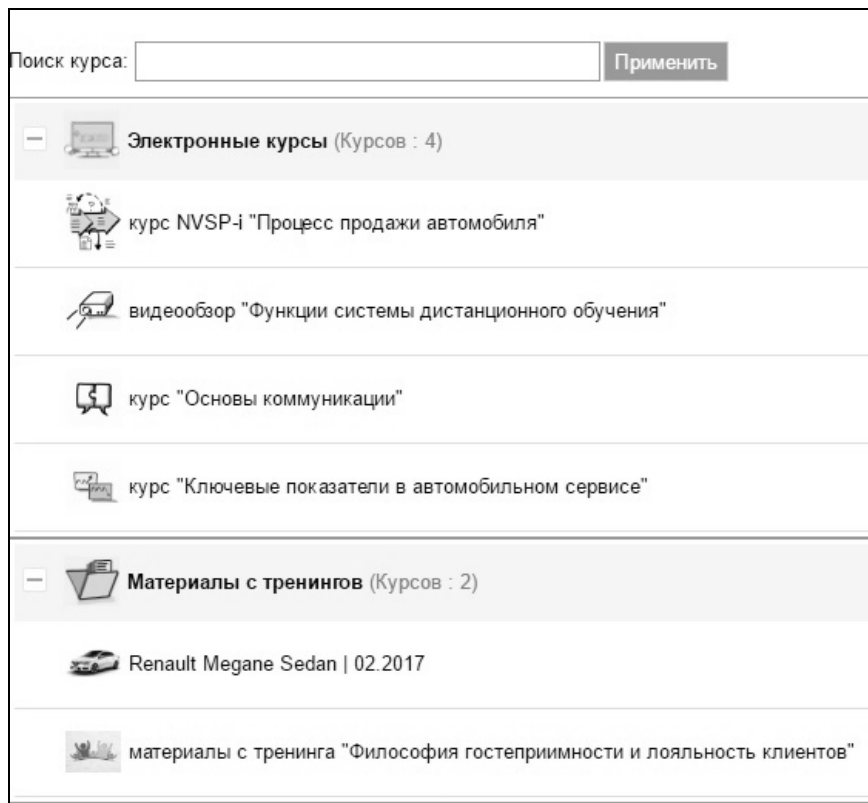 Поиск курса: Применить
Электронные курсы (Курсов : 4)
курс NVSP-i "Процесс продажи автомобиля"
видеообзор "Функции системы дистанционного обучения"
курс "Основы коммуникации"
курс "Ключевые показатели в автомобильном сервисе"
Материалы с тренингов (Курсов : 2)
Renault Megane Sedan | 02.2017
материалы с тренинга "Философия гостеприимности и лояльность клиентов"